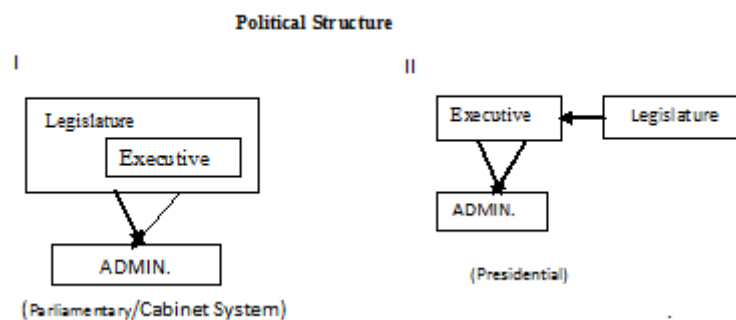 Political Structure
I
II
Legislature
Executive
ADMIN.
(Parliamentary/Cabinet System)
Executive
Legislature
ADMIN.
(Presidential)